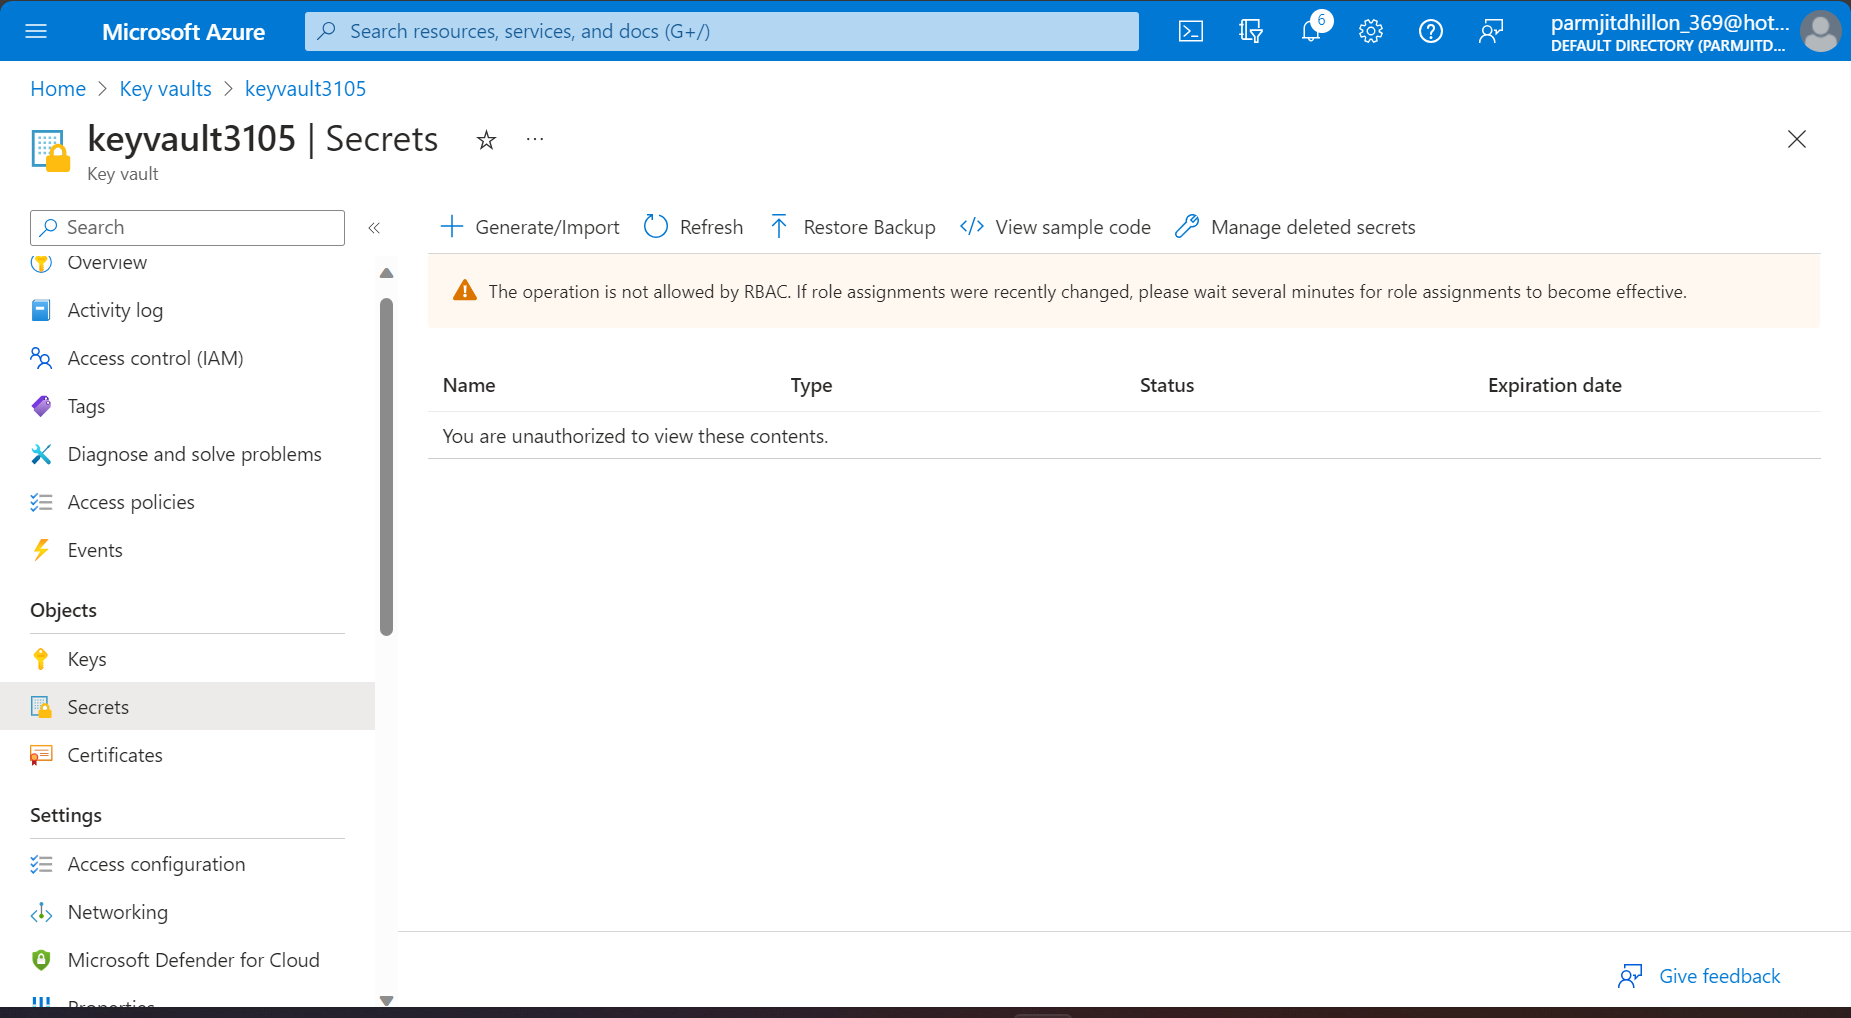 Microsoft Azure
Search resources, services, and docs (G+/)
6
parmjitdhillon_369@hot...
DEFAULT DIRECTORY (PARMJITD...
Home > Key vaults > keyvault3105
keyvault3105 | Secrets
Key vault
Search
Generate/Import
Refresh
Restore Backup
View sample code
Manage deleted secrets
Overview
Activity log
Access control (IAM)
Tags
Diagnose and solve problems
Access policies
Events
Objects
Keys
Secrets
Certificates
Settings
Access configuration
Networking
Microsoft Defender for Cloud
Properties
The operation is not allowed by RBAC. If role assignments were recently changed, please wait several minutes for role assignments to become effective.
Name Type Status Expiration date
You are unauthorized to view these contents.
Give feedback